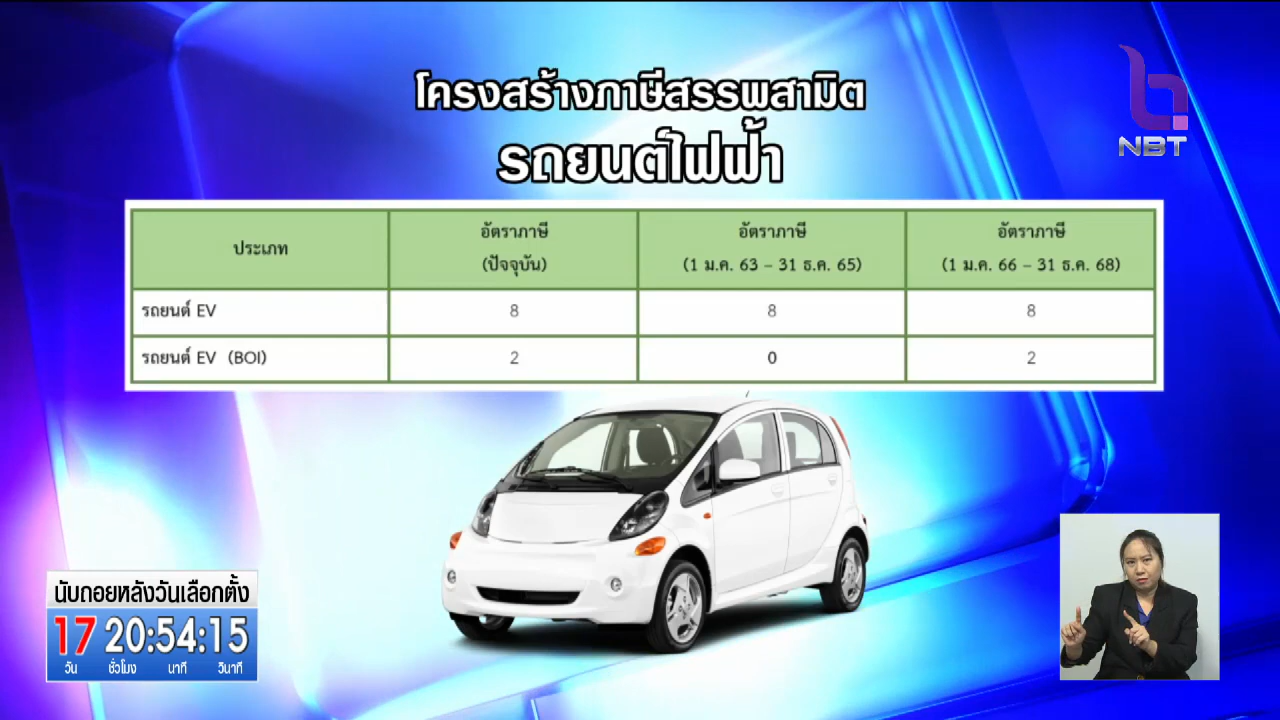 โครงสร้างภาษีสรรพสามิต
รถยนต์ไฟฟ้า
NBT
ประเภท
อัตราภาษี
(ปัจจุบัน)
อัตราภาษี
(1 ม.ค. 63 – 31 ธ.ค. 65)
อัตราภาษี
(1 ม.ค. 66 – 31 ธ.ค. 68)
รถยนต์ EV 8 8 8
รถยนต์ EV (BOI) 2 0 2
นับถอยหลังวันเลือกตั้ง
17 20:54:15
วัน ชั่วโมง นาที วินาที